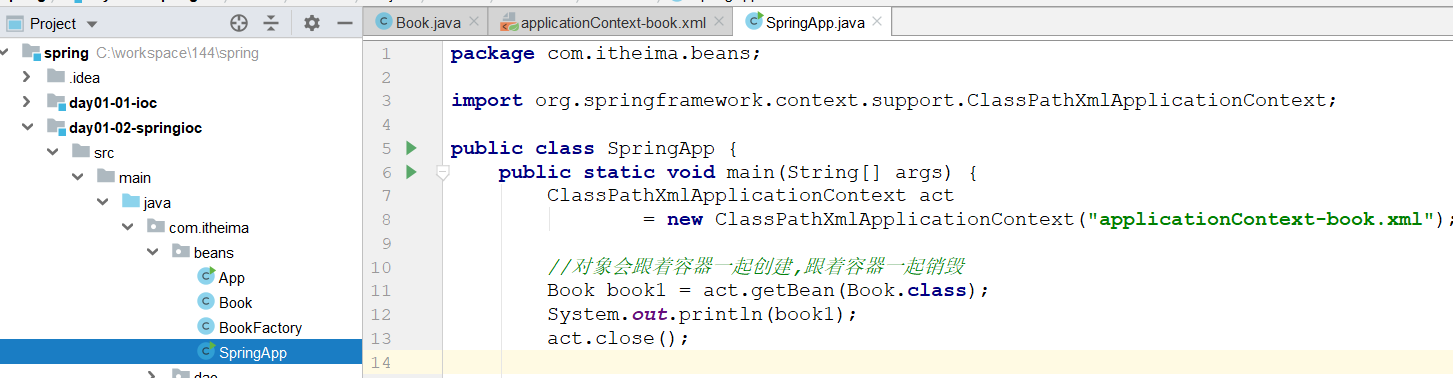 Project
spring C:\workspace\144\spring
.idea
day01-01-ioc
day01-02-springioc
src
main
java
com.itheima
beans
App
Book
BookFactory
SpringApp
Book.java
applicationContext-book.xml
SpringApp.java
1 package com.itheima.beans;
2
3 import org.springframework.context.support.ClassPathXmlApplicationContext;
4
5 public class SpringApp {
6 public static void main(String[] args) {
7 ClassPathXmlApplicationContext act
8 = new ClassPathXmlApplicationContext("applicationContext-book.xml");
9
10 //对象会跟着容器一起创建,跟着容器一起销毁
11 Book book1 = act.getBean(Book.class);
12 System.out.println(book1);
13 act.close();
14